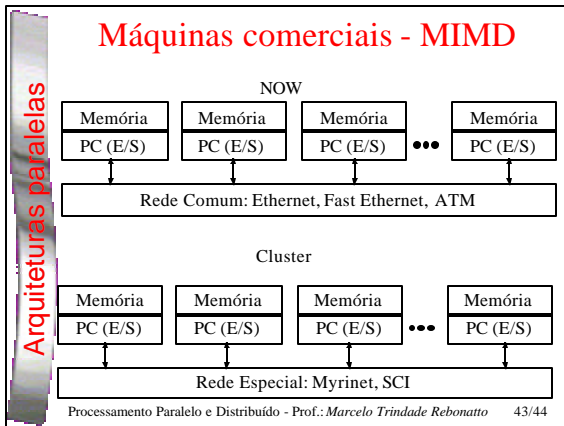 Máquinas comerciais - MIMD
Arquiteturas paralelas
NOW
Memória Memória Memória Memória
PC (E/S) PC (E/S) PC (E/S) ••• PC (E/S)
Rede Comum: Ethernet, Fast Ethernet, ATM
Cluster
Memória Memória Memória Memória
PC (E/S) PC (E/S) PC (E/S) ••• PC (E/S)
Rede Especial: Myrinet, SCI
Processamento Paralelo e Distribuído - Prof.: Marcelo Trindade Rebonatto 43/44